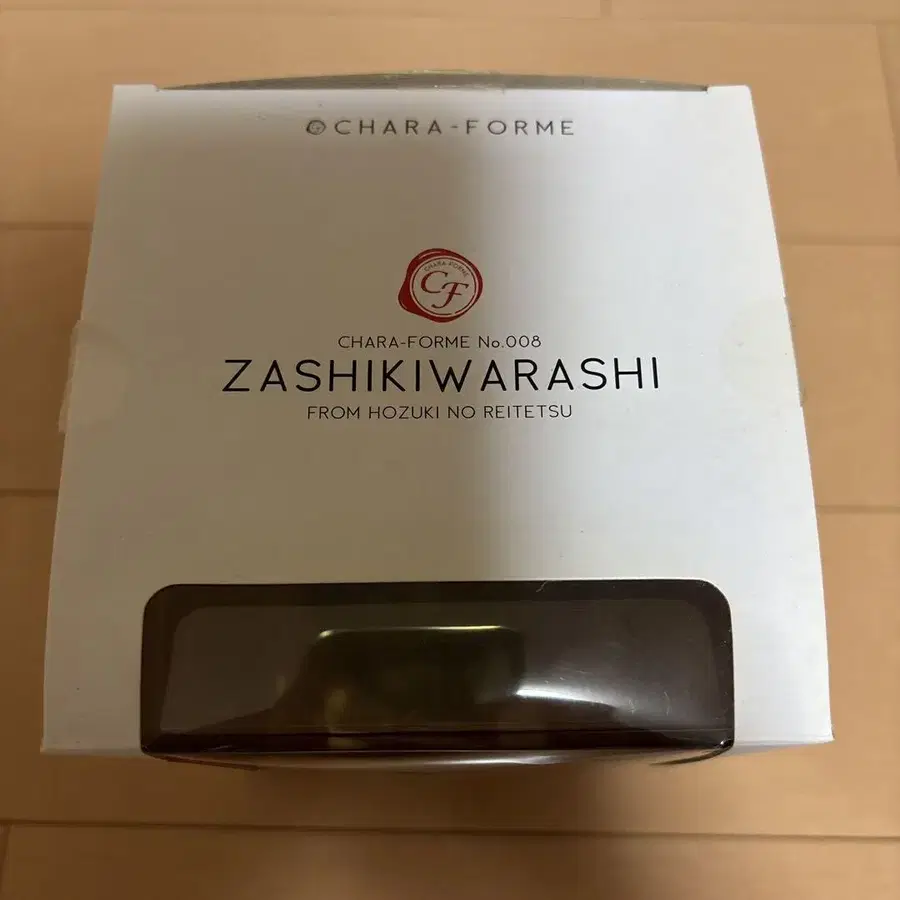 CHARA-FORME
CHARA-FORME
CF
CHARA-FORME No.008
ZASHIKIWARASHI
FROM HOZUKI NO REITETSU